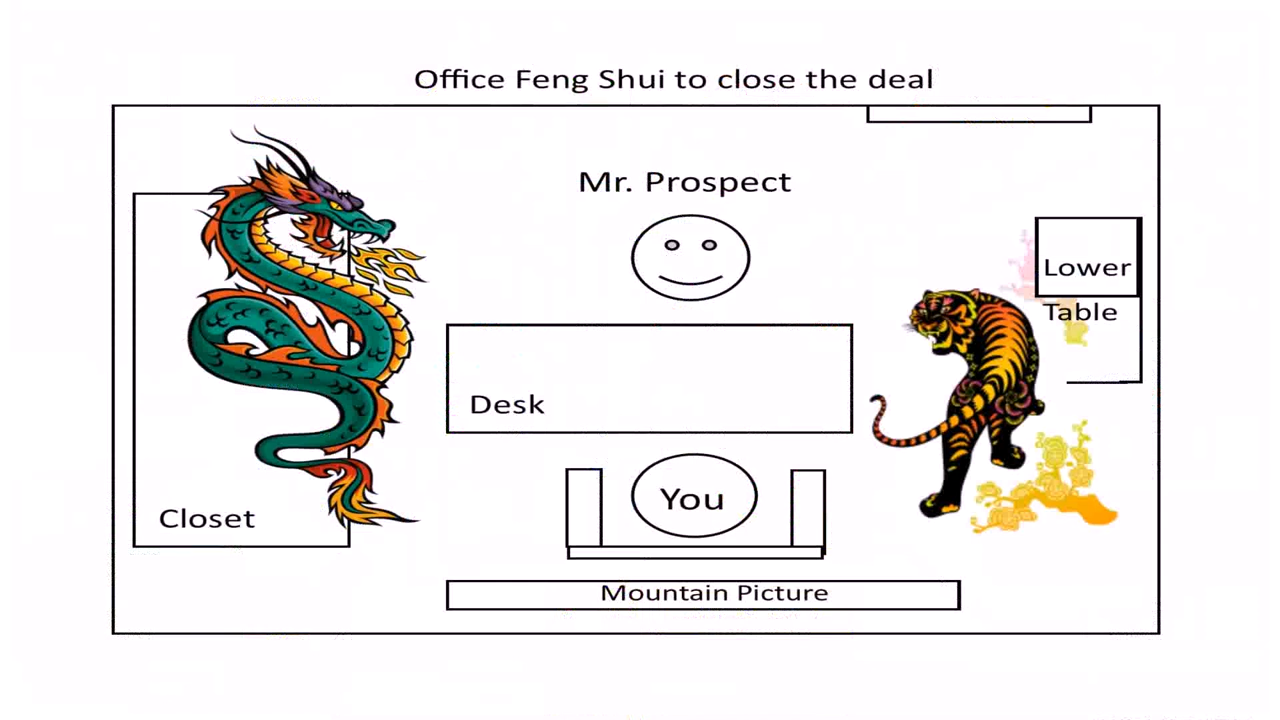 Office Feng Shui to close the deal
Mr. Prospect
Lower
Table
Desk
You
Closet
Mountain Picture